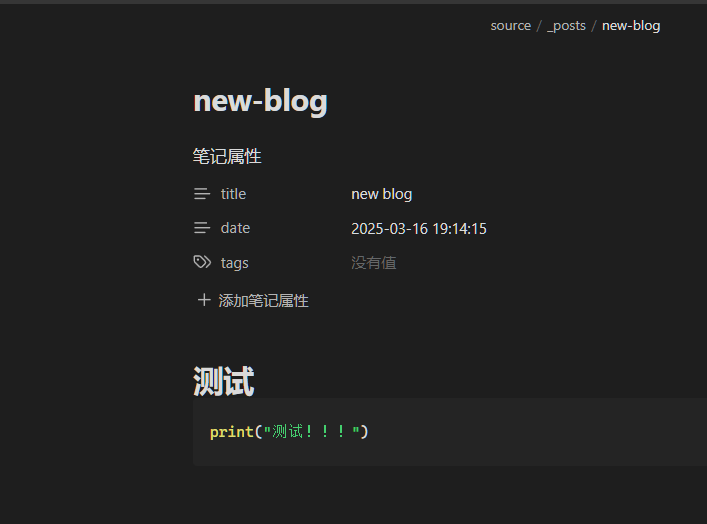 source / _posts / new-blog
new-blog
笔记属性
title new blog
date 2025-03-16 19:14:15
tags 没有值
添加笔记属性
测试
print("测试！！！")